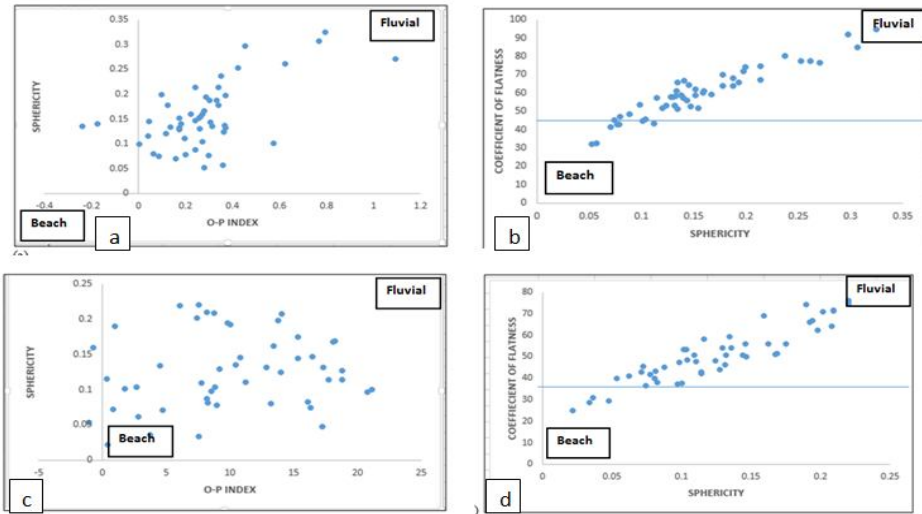 0.35
Fluvial
0.3
0.25
0.2
0.15
0.1
0.05
0
SPHERICITY
-0.4 -0.2 0 0.2 0.4 0.6 0.8 1 1.2
Beach
a
O-P INDEX
100
Fluvial
90
80
70
60
50
40
30
20
10
0
COEFFICIENT OF FLATNESS
Beach
0 0.05 0.1 0.15 0.2 0.25 0.3 0.35
b
SPHERICITY
0.25
Fluvial
0.2
0.15
0.1
0.05
0
SPHERICITY
Beach
-5 0 5 10 15 20 25
c
O-P INDEX
80
Fluvial
70
60
50
40
30
20
10
0
COEFFIECIENT OF FLATNESS
Beach
0 0.05 0.1 0.15 0.2
d
SPHERICITY